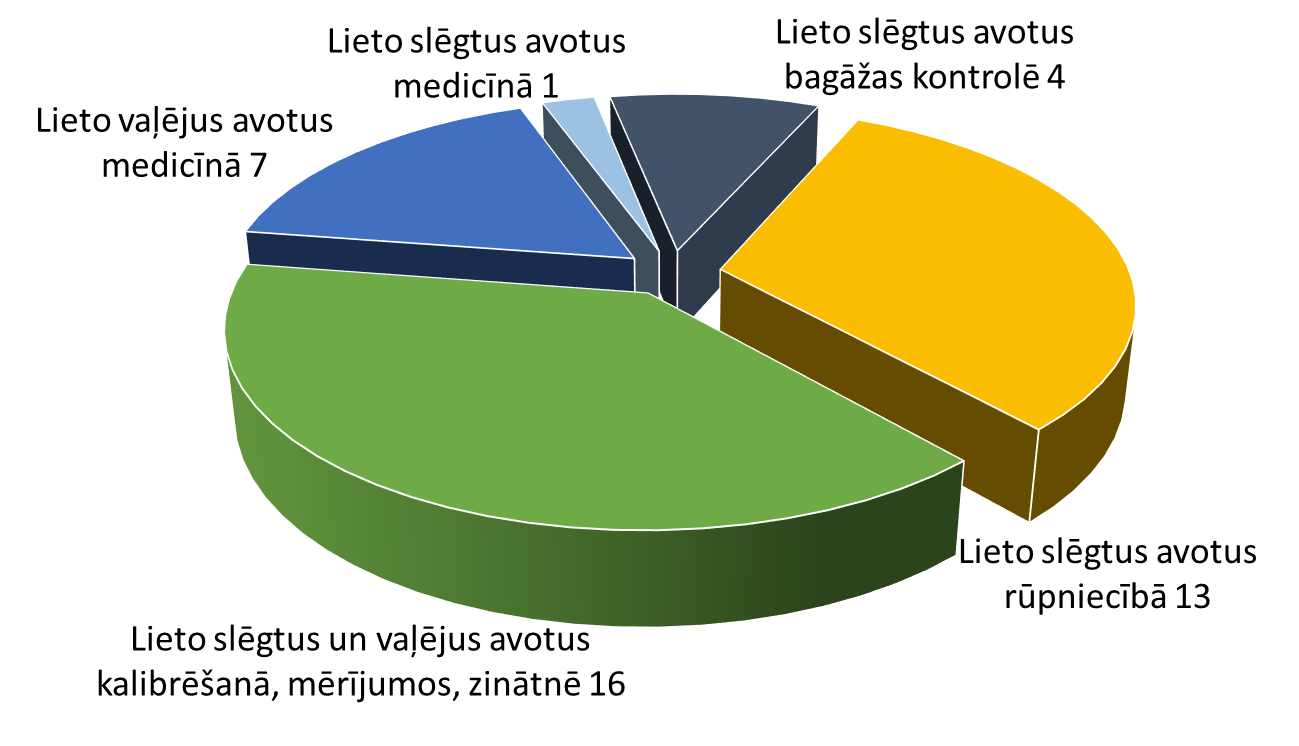 Lieto slēgtus avotus
medicīnā 1
Lieto slēgtus avotus
bagāžas kontrolē 4
Lieto vaļējus avotus
medicīnā 7
Lieto slēgtus avotus
rūpniecībā 13
Lieto slēgtus un vaļējus avotus
kalibrēšanā, mērījumos, zinātnē 16